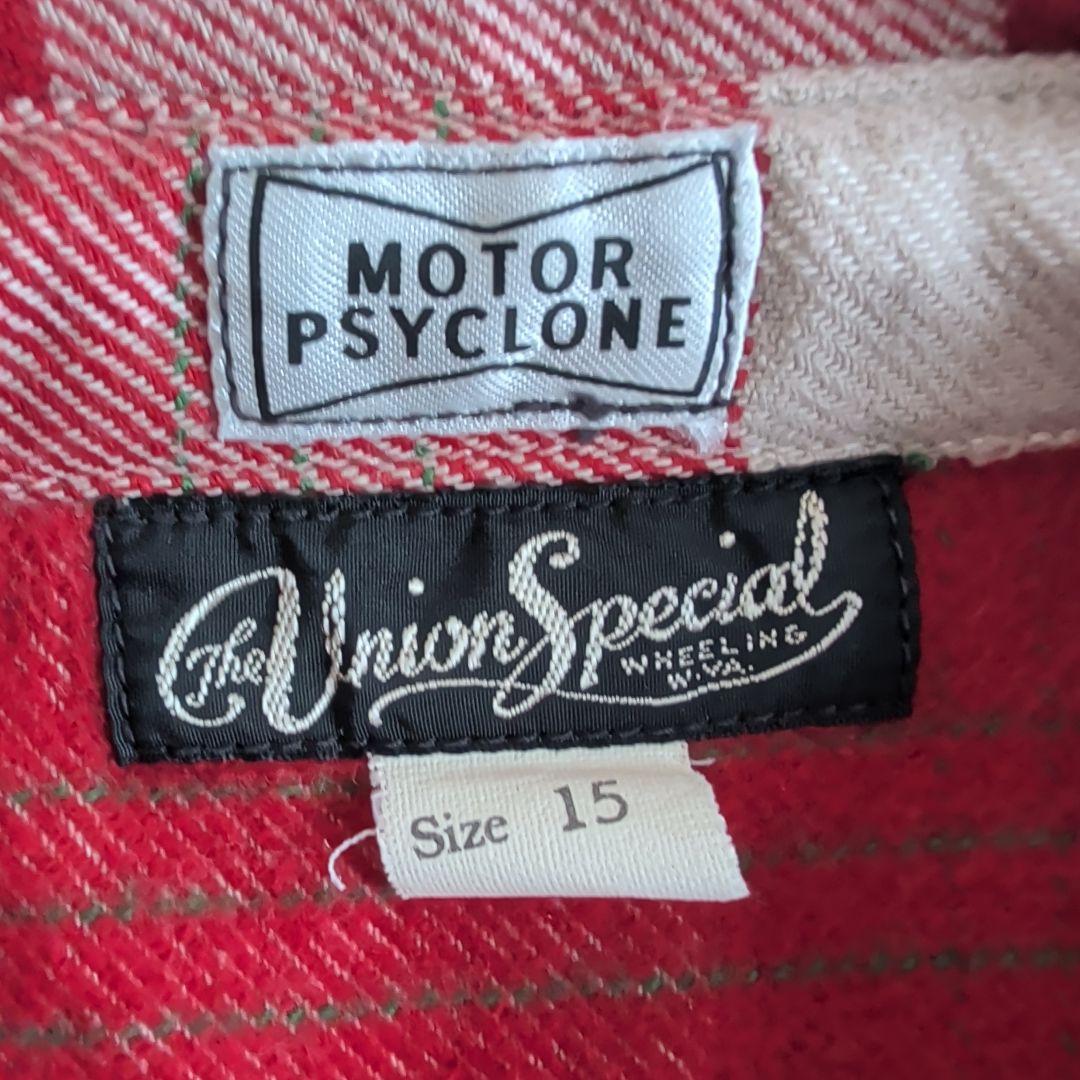 MOTOR
PSYCLONE
The Union Special
WHEELING
W.VA.
Size 15